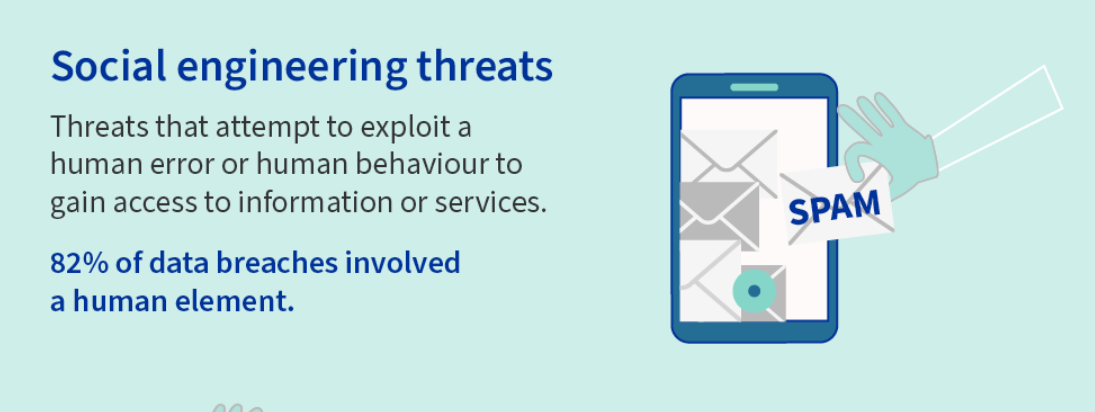 Social engineering threats
Threats that attempt to exploit a
human error or human behaviour to
gain access to information or services.
82% of data breaches involved
a human element.
SPAM